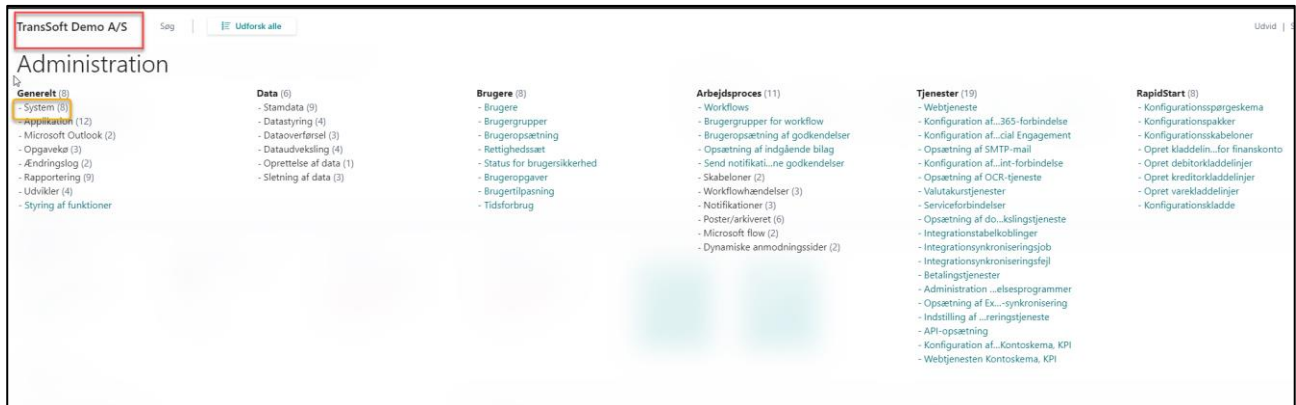 TransSoft Demo A/S
Søg
Udforsk alle
Udvid | S
Administration
Generelt (8)
- System (8)
- Applikation (12)
- Microsoft Outlook (2)
- Opgavekø (3)
- Ændringslog (2)
- Rapportering (9)
- Udvikler (4)
- Styring af funktioner
Data (6)
- Stamdata (9)
- Datastyring (4)
- Dataoverførsel (3)
- Dataudveksling (4)
- Oprettelse af data (1)
- Sletning af data (3)
Brugere (8)
- Brugere
- Brugergrupper
- Brugeropsætning
- Rettighedssæt
- Status for brugersikkerhed
- Brugeropgaver
- Brugertilpasning
- Tidsforbrug
Arbejdsproces (11)
- Workflows
- Brugergrupper for workflow
- Brugeropsætning af godkendelser
- Opsætning af indgående bilag
- Send notifikati...ne godkendelser
- Skabeloner (2)
- Workflowhændelser (3)
- Notifikationer (3)
- Poster/arkiveret (6)
- Microsoft flow (2)
- Dynamiske anmodningssider (2)
Tjenester (19)
- Webtjeneste
- Konfiguration af...365-forbindelse
- Konfiguration af...cial Engagement
- Opsætning af SMTP-mail
- Konfiguration af...int-forbindelse
- Opsætning af OCR-tjeneste
- Valutakurstjenester
- Serviceforbindelser
- Opsætning af do...kslingstjeneste
- Integrationstabelkoblinger
- Integrationsynkroniseringsjob
- Integrationsynkroniseringsfejl
- Betalingstjenester
- Administration ...elsesprogrammer
- Opsætning af Ex...-synkronisering
- Indstilling af ...reringstjeneste
- API-opsætning
- Konfiguration af...Kontoskema, KPI
- Webtjenesten Kontoskema, KPI
RapidStart (8)
- Konfigurationsspørgeskema
- Konfigurationspakker
- Konfigurationsskabeloner
- Opret kladdelin...for finanskonto
- Opret debitorkladdelinjer
- Opret kreditorkladdelinjer
- Opret varekladdelinjer
- Konfigurationskladde